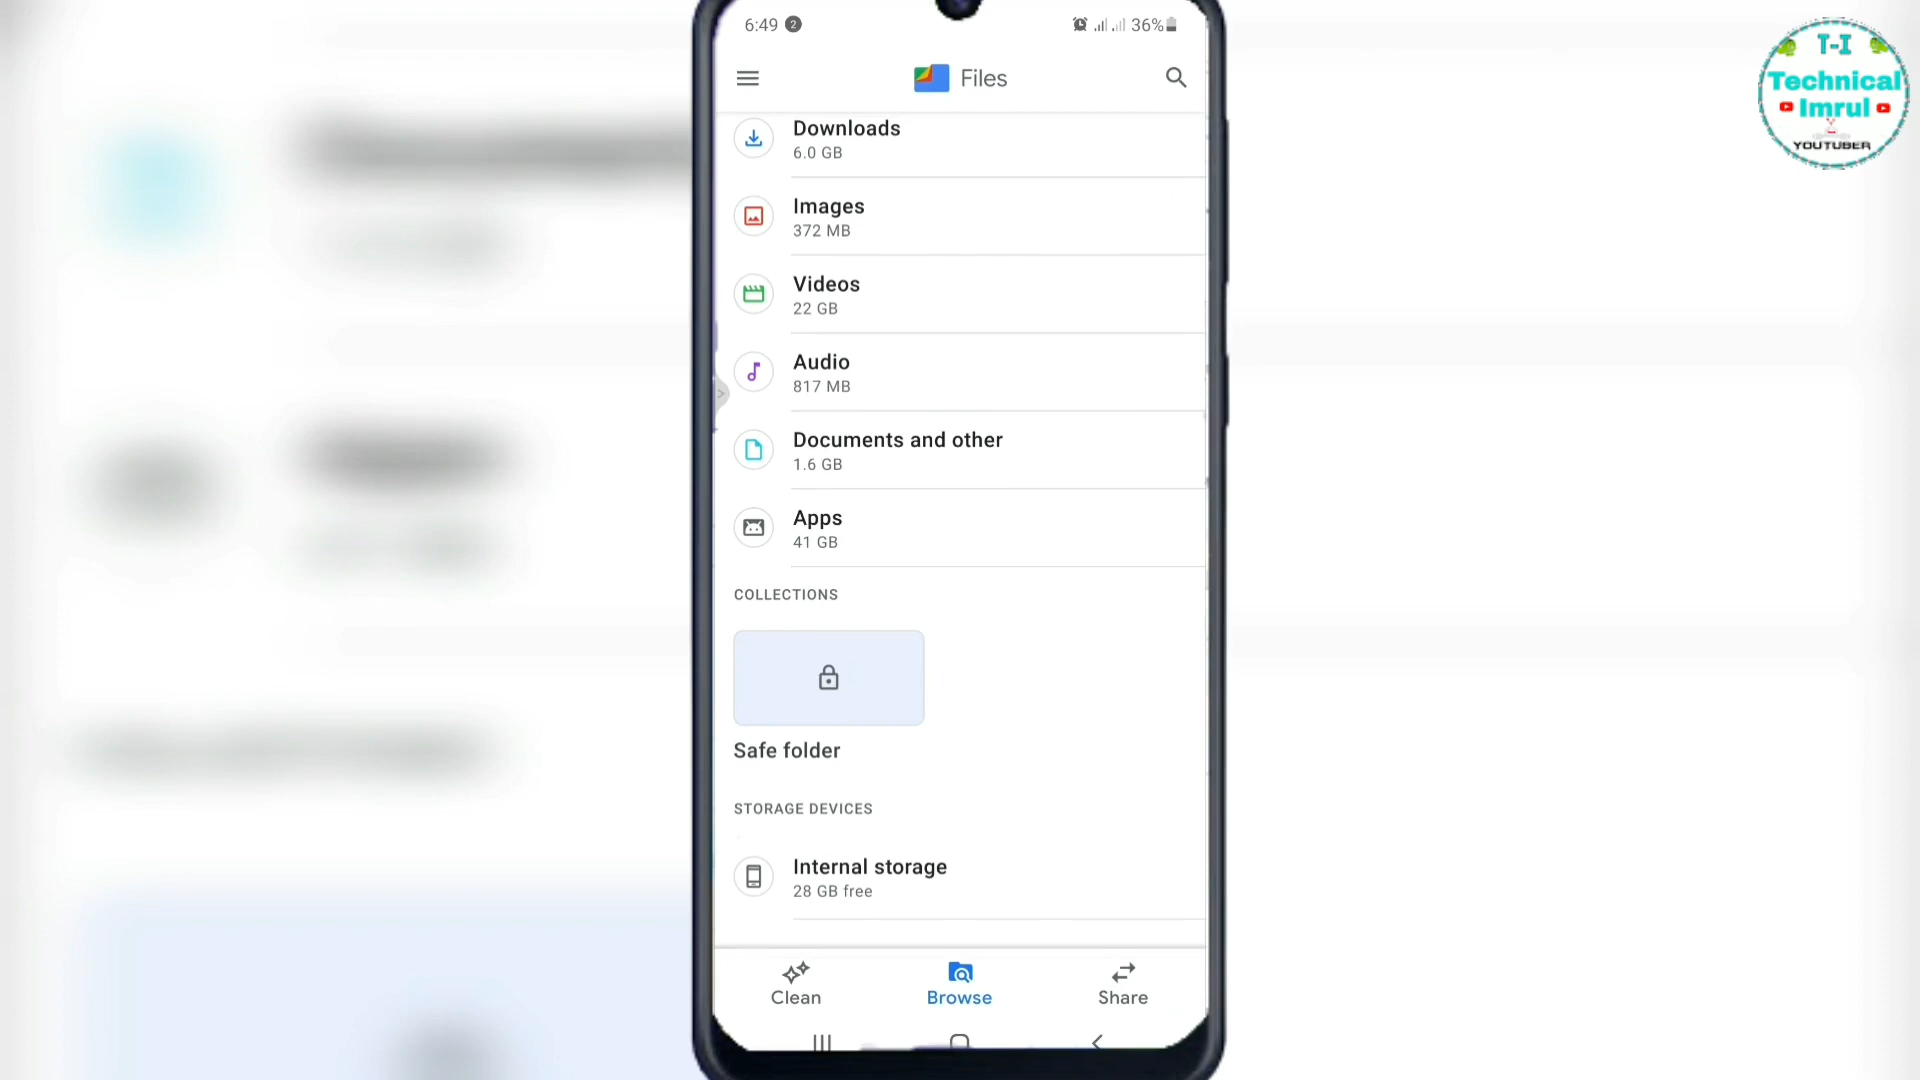 6:49 2 36%
Files
Downloads
6.0 GB
Images
372 MB
Videos
22 GB
Audio
817 MB
Documents and other
1.6 GB
Apps
41 GB
COLLECTIONS
Safe folder
STORAGE DEVICES
Internal storage
28 GB free
Clean
Browse
Share
T-I
Technical
Imrul
YOUTUBER